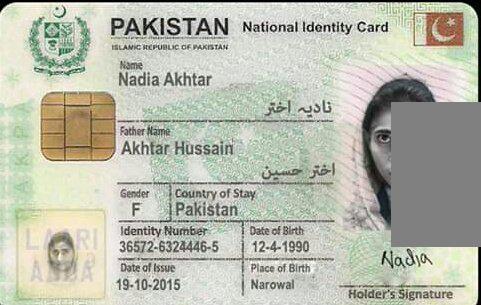 PAKISTAN National Identity Card
ISLAMIC REPUBLIC OF PAKISTAN
Name
Nadia Akhtar
نادیہ اختر
Father Name
Akhtar Hussain
اختر حسین
Gender Country of Stay
F Pakistan
Identity Number Date of Birth
36572-6324446-5 12-4-1990
Date of Issue Place of Birth
19-10-2015 Narowal
Nadia
Holder's Signature